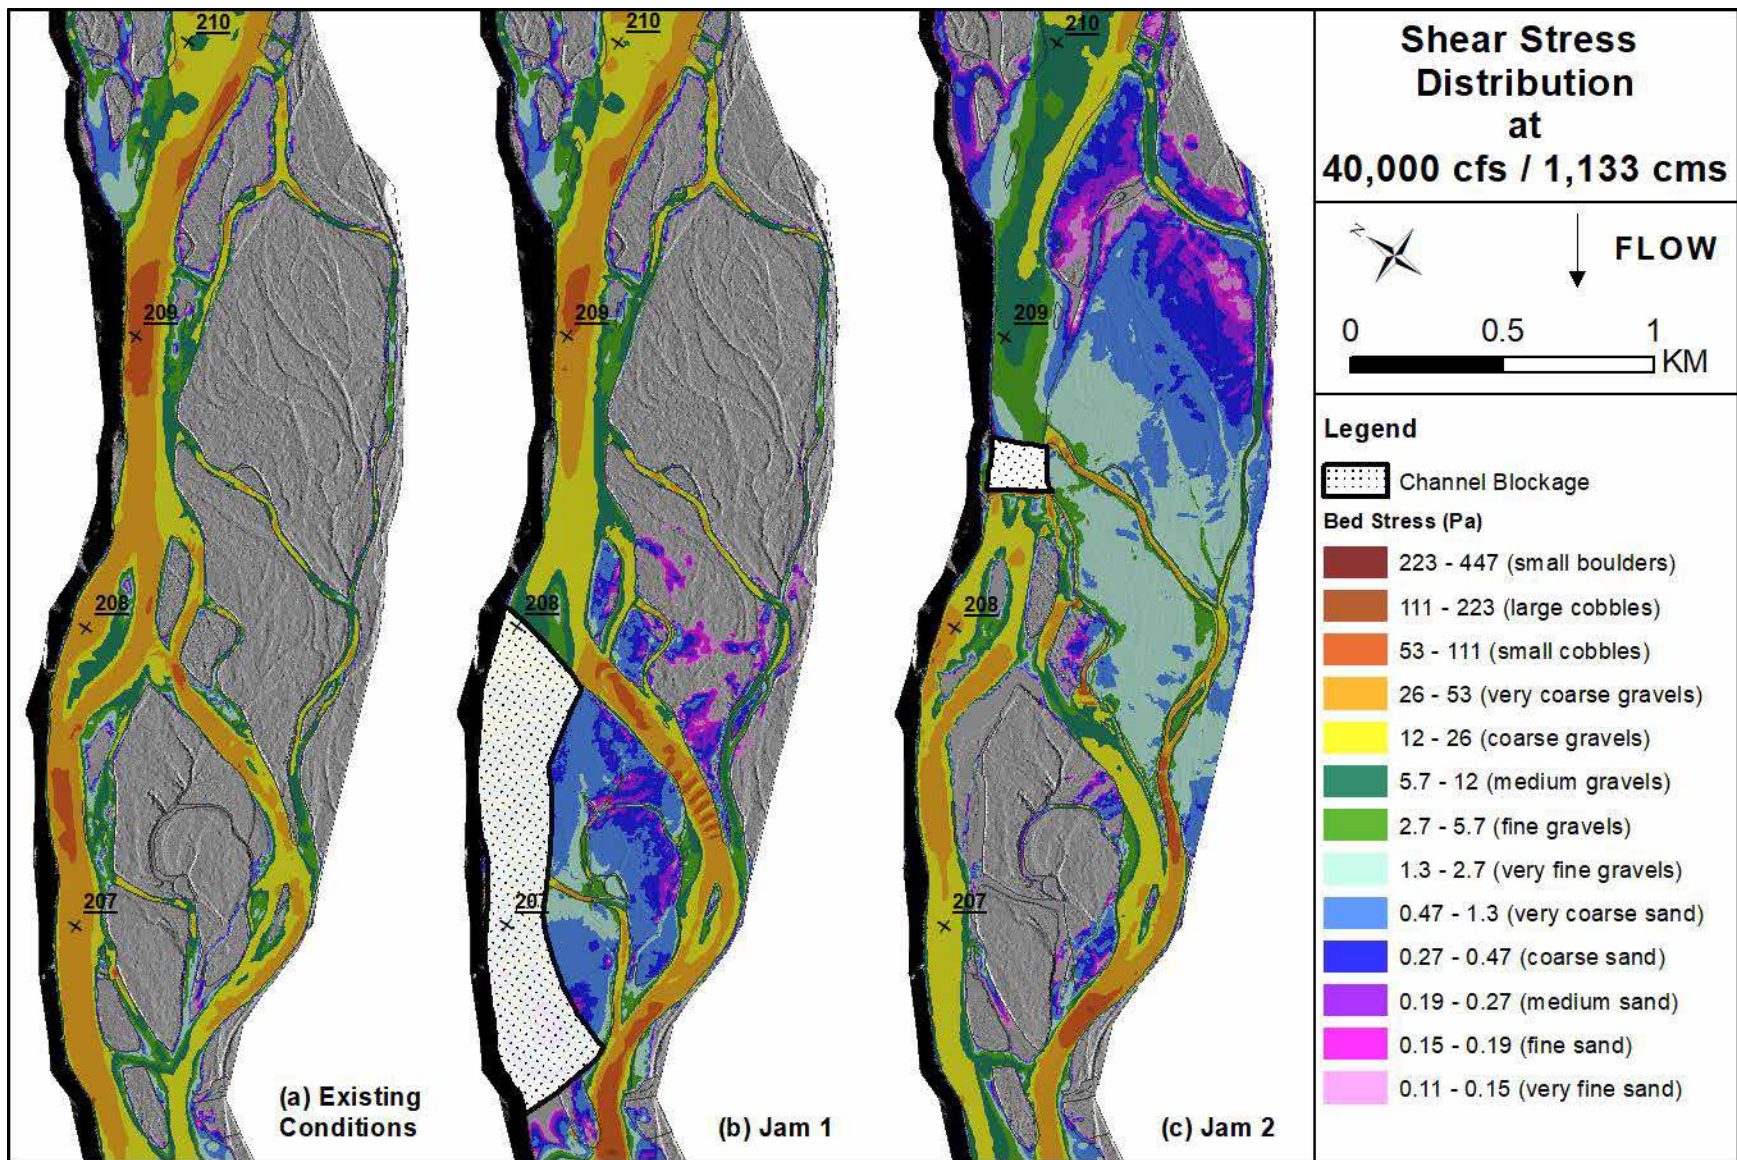 210
209
208
207
(a) Existing
Conditions
210
209
208
207
(b) Jam 1
210
209
208
207
(c) Jam 2
Shear Stress
Distribution
at
40,000 cfs / 1,133 cms
N
FLOW
0 0.5 1
KM
Legend
Channel Blockage
Bed Stress (Pa)
223 - 447 (small boulders)
111 - 223 (large cobbles)
53 - 111 (small cobbles)
26 - 53 (very coarse gravels)
12 - 26 (coarse gravels)
5.7 - 12 (medium gravels)
2.7 - 5.7 (fine gravels)
1.3 - 2.7 (very fine gravels)
0.47 - 1.3 (very coarse sand)
0.27 - 0.47 (coarse sand)
0.19 - 0.27 (medium sand)
0.15 - 0.19 (fine sand)
0.11 - 0.15 (very fine sand)